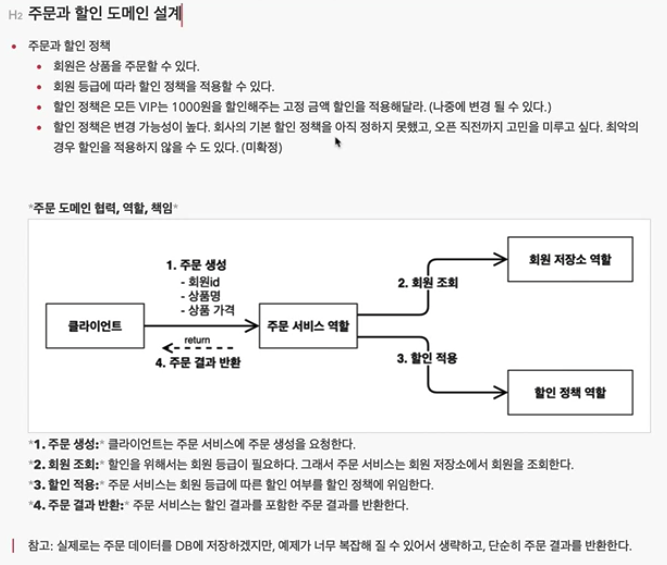 H2 주문과 할인 도메인 설계
• 주문과 할인 정책
• 회원은 상품을 주문할 수 있다.
• 회원 등급에 따라 할인 정책을 적용할 수 있다.
• 할인 정책은 모든 VIP는 1000원을 할인해주는 고정 금액 할인을 적용해달라. (나중에 변경 될 수 있다.)
• 할인 정책은 변경 가능성이 높다. 회사의 기본 할인 정책을 아직 정하지 못했고, 오픈 직전까지 고민을 미루고 싶다. 최악의
경우 할인을 적용하지 않을 수 도 있다. (미확정)
*주문 도메인 협력, 역할, 책임*
1. 주문 생성
- 회원id
- 상품명
- 상품 가격
클라이언트
return
4. 주문 결과 반환
주문 서비스 역할
2. 회원 조회
회원 저장소 역할
3. 할인 적용
할인 정책 역할
*1. 주문 생성:* 클라이언트는 주문 서비스에 주문 생성을 요청한다.
*2. 회원 조회:* 할인을 위해서는 회원 등급이 필요하다. 그래서 주문 서비스는 회원 저장소에서 회원을 조회한다.
*3. 할인 적용:* 주문 서비스는 회원 등급에 따른 할인 여부를 할인 정책에 위임한다.
*4. 주문 결과 반환:* 주문 서비스는 할인 결과를 포함한 주문 결과를 반환한다.
참고: 실제로는 주문 데이터를 DB에 저장하겠지만, 예제가 너무 복잡해 질 수 있어서 생략하고, 단순히 주문 결과를 반환한다.